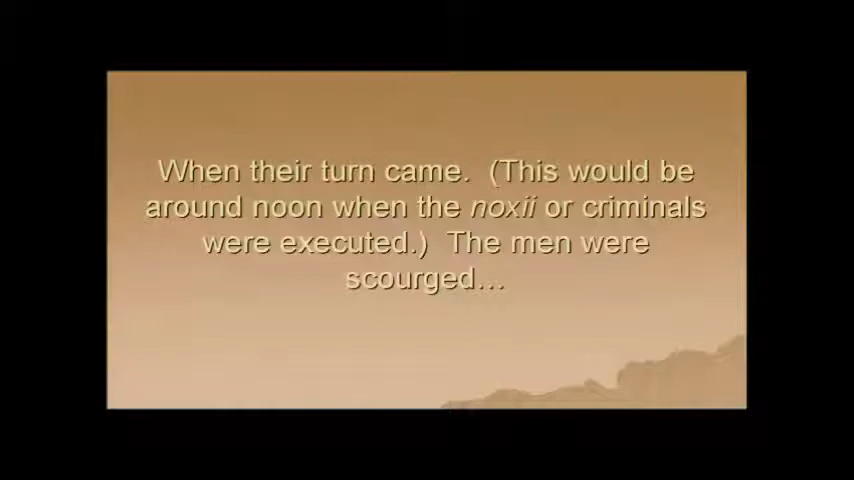 When their turn came.  (This would be
around noon when the noxii or criminals
were executed.)  The men were
scourged…